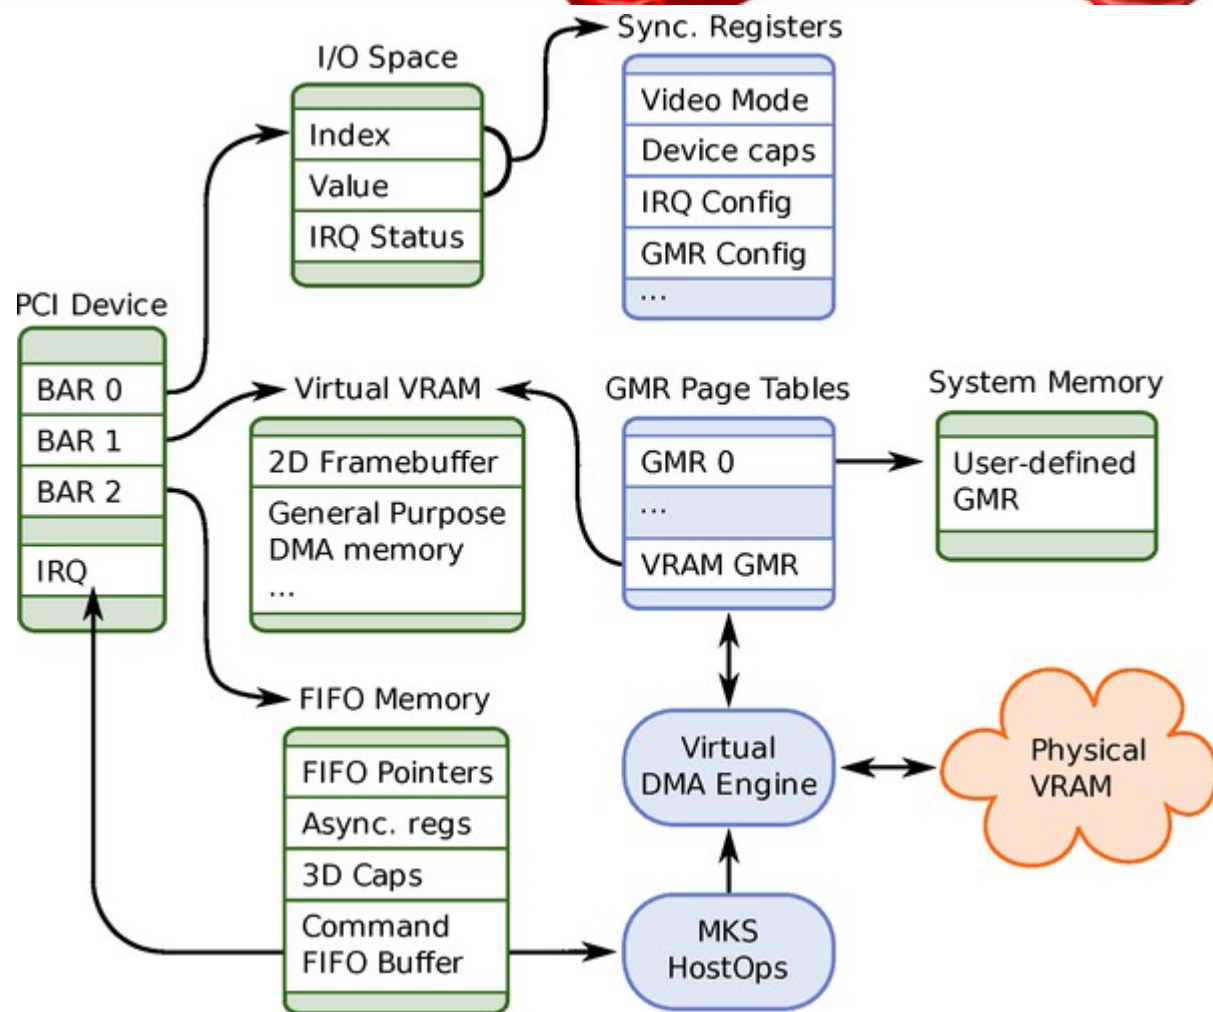 Sync. Registers
Video Mode
Device caps
IRQ Config
GMR Config
...
I/O Space
Index
Value
IRQ Status
PCI Device
BAR 0
BAR 1
BAR 2
IRQ
Virtual VRAM
2D Framebuffer
General Purpose
DMA memory
...
GMR Page Tables
GMR 0
...
VRAM GMR
System Memory
User-defined
GMR
FIFO Memory
FIFO Pointers
Async. regs
3D Caps
Command
FIFO Buffer
Virtual
DMA Engine
Physical
VRAM
MKS
HostOps